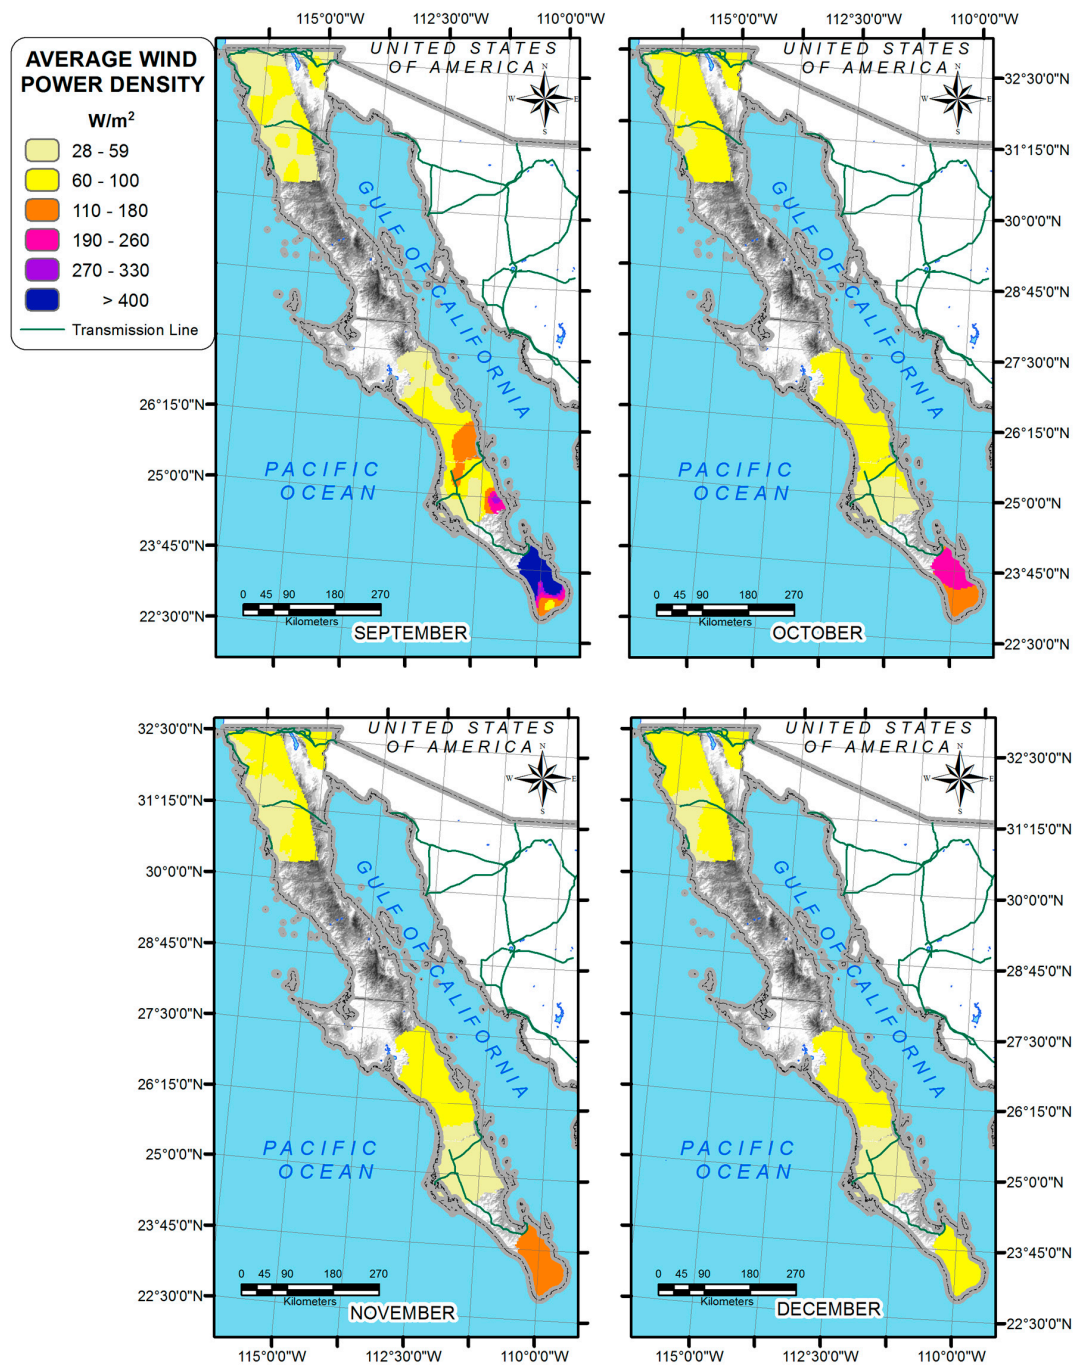 115°0'0"W 112°30'0"W 110°0'0"W
115°0'0"W 112°30'0"W 110°0'0"W
AVERAGE WIND
POWER DENSITY
W/m²
28 - 59
60 - 100
110 - 180
190 - 260
270 - 330
> 400
Transmission Line
UNITED STATES
OF AMERICA
N
W E
S
GULF OF CALIFORNIA
PACIFIC
OCEAN
26°15'0"N
25°0'0"N
23°45'0"N
22°30'0"N
0 45 90 180 270
Kilometers
SEPTEMBER
UNITED STATES
OF AMERICA
N
W E
S
GULF OF CALIFORNIA
PACIFIC
OCEAN
32°30'0"N
31°15'0"N
30°0'0"N
28°45'0"N
27°30'0"N
26°15'0"N
25°0'0"N
23°45'0"N
22°30'0"N
0 45 90 180 270
Kilometers
OCTOBER
32°30'0"N
31°15'0"N
30°0'0"N
28°45'0"N
27°30'0"N
26°15'0"N
25°0'0"N
23°45'0"N
22°30'0"N
UNITED STATES
OF AMERICA
N
W E
S
GULF OF CALIFORNIA
PACIFIC
OCEAN
0 45 90 180 270
Kilometers
NOVEMBER
115°0'0"W 112°30'0"W 110°0'0"W
UNITED STATES
OF AMERICA
N
W E
S
GULF OF CALIFORNIA
PACIFIC
OCEAN
32°30'0"N
31°15'0"N
30°0'0"N
28°45'0"N
27°30'0"N
26°15'0"N
25°0'0"N
23°45'0"N
22°30'0"N
0 45 90 180 270
Kilometers
DECEMBER
115°0'0"W 112°30'0"W 110°0'0"W